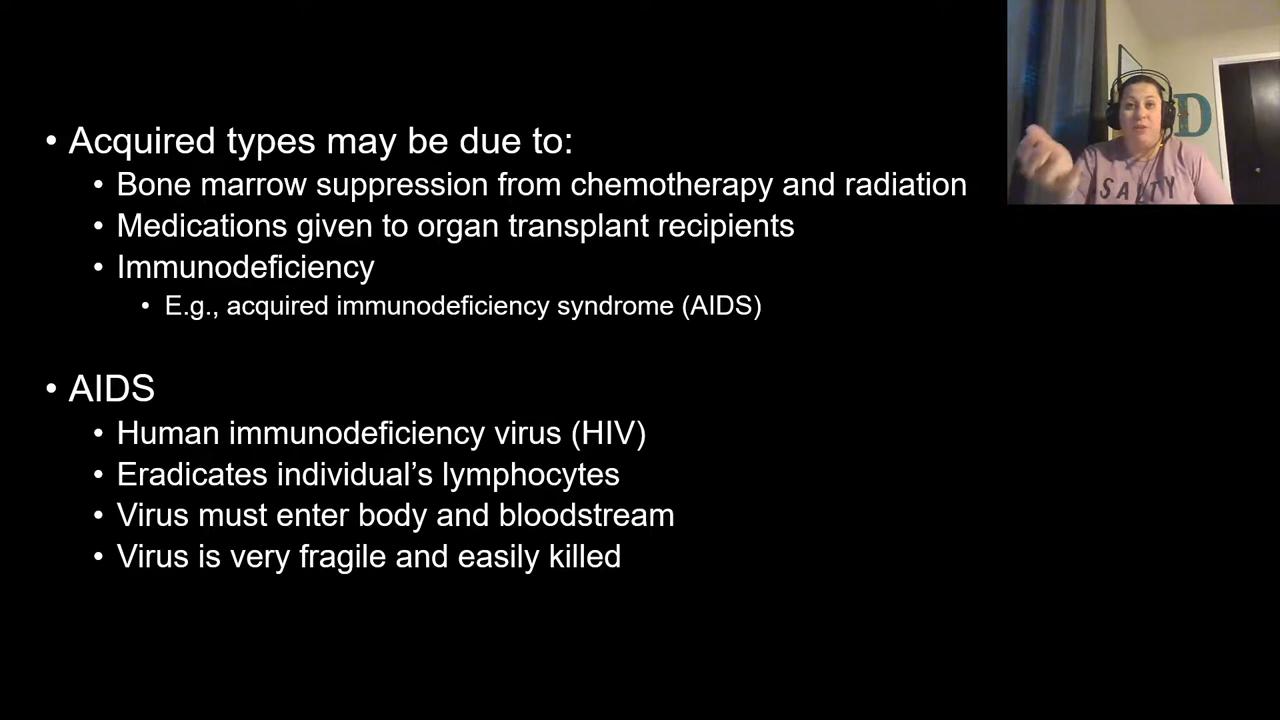 • Acquired types may be due to:
• Bone marrow suppression from chemotherapy and radiation
• Medications given to organ transplant recipients
• Immunodeficiency
• E.g., acquired immunodeficiency syndrome (AIDS)
• AIDS
• Human immunodeficiency virus (HIV)
• Eradicates individual’s lymphocytes
• Virus must enter body and bloodstream
• Virus is very fragile and easily killed
D
SALTY